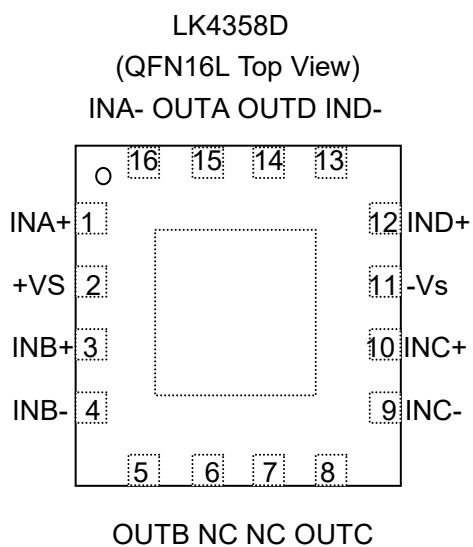 LK4358D
(QFN16L Top View)
INA- OUTA OUTD IND-
16 15 14 13
INA+ 1 12 IND+
+VS 2 11 -Vs
INB+ 3 10 INC+
INB- 4 9 INC-
5 6 7 8
OUTB NC NC OUTC